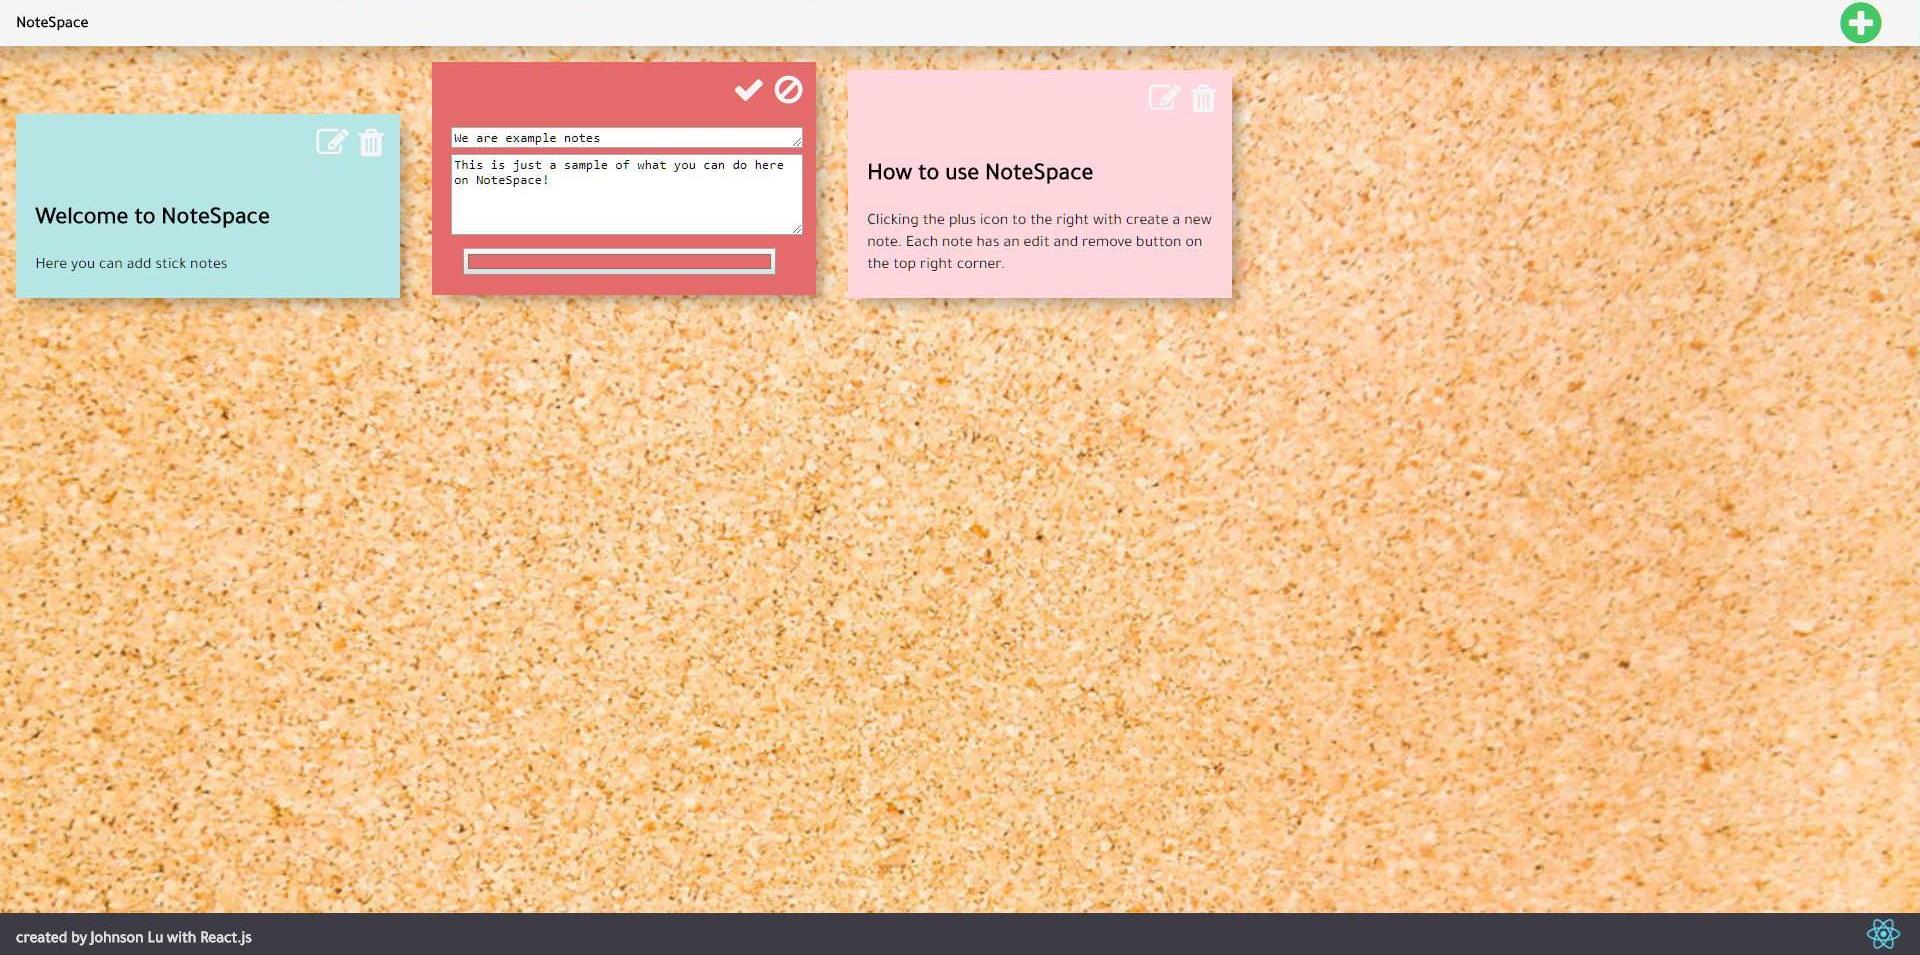 NoteSpace
Welcome to NoteSpace
Here you can add stick notes
We are example notes
This is just a sample of what you can do here
on NoteSpace!
How to use NoteSpace
Clicking the plus icon to the right with create a new
note. Each note has an edit and remove button on
the top right corner.
created by Johnson Lu with React.js